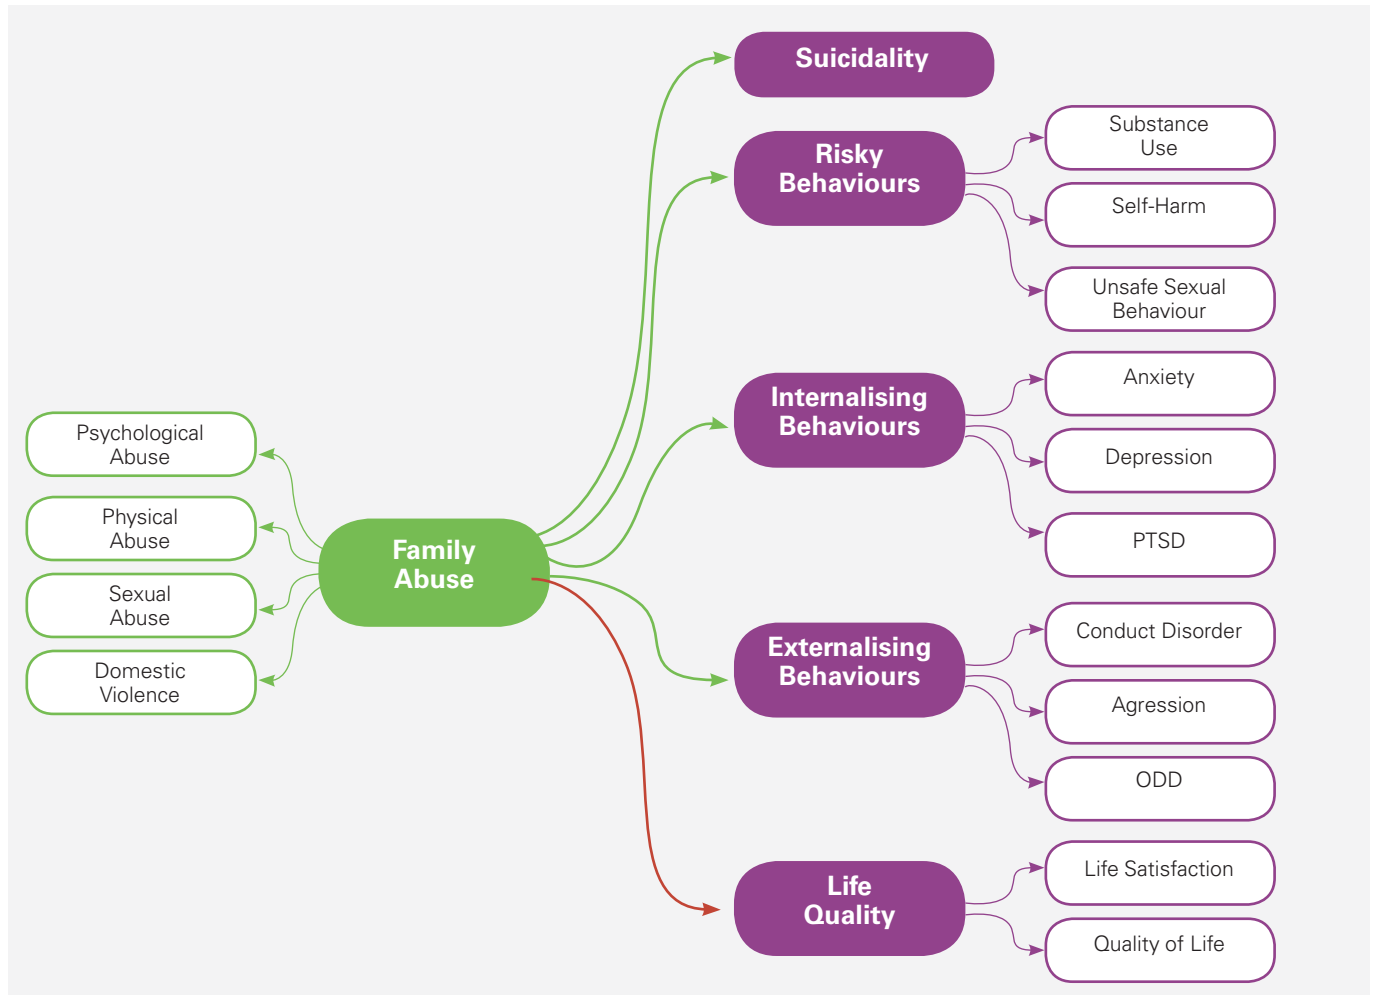 Suicidality
Risky
Behaviours
Substance
Use
Self-Harm
Unsafe Sexual
Behaviour
Internalising
Behaviours
Anxiety
Depression
PTSD
Psychological
Abuse
Physical
Abuse
Sexual
Abuse
Domestic
Violence
Family
Abuse
Externalising
Behaviours
Conduct Disorder
Agression
ODD
Life
Quality
Life Satisfaction
Quality of Life